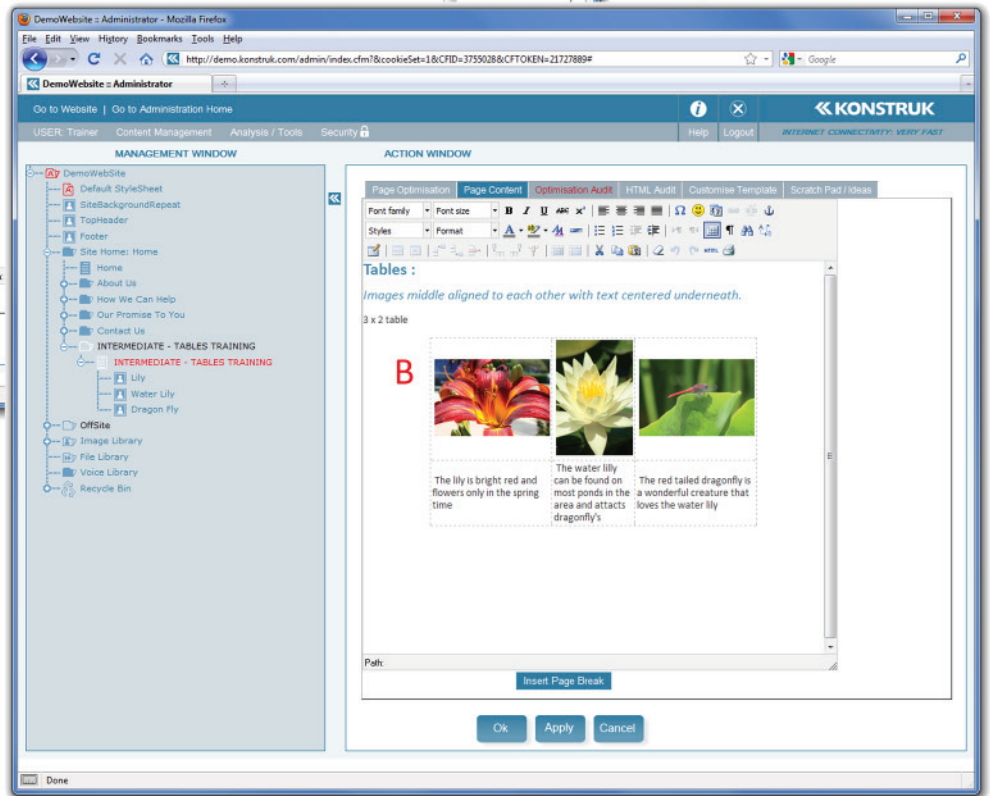 DemoWebsite :: Administrator - Mozilla Firefox
File Edit View History Bookmarks Tools Help
http://demo.konstruk.com/admin/index.cfm?&cookieSet=1&CFID=3755028&CFTOKEN=21727889#
Google
DemoWebsite :: Administrator
Go to Website | Go to Administration Home
KONSTRUK
USER: Trainer Content Management Analysis / Tools Security
Help Logout
INTERNET CONNECTIVITY: VERY FAST
MANAGEMENT WINDOW
DemoWebSite
Default StyleSheet
SiteBackgroundRepeat
TopHeader
Footer
Site Home: Home
Home
About Us
How We Can Help
Our Promise To You
Contact Us
INTERMEDIATE - TABLES TRAINING
INTERMEDIATE - TABLES TRAINING
Lily
Water Lily
Dragon Fly
OffSite
Image Library
File Library
Voice Library
Recycle Bin
ACTION WINDOW
Page Optimisation Page Content Optimisation Audit HTML Audit Customise Template Scratch Pad / Ideas
Font family Font size B I U ABC x²
Styles Format A
HTML
Tables :
Images middle aligned to each other with text centered underneath.
3 x 2 table
B
The lily is bright red and
flowers only in the spring
time
The water lilly
can be found on
most ponds in the
area and attacts
dragonfly's
The red tailed dragonfly is
a wonderful creature that
loves the water lily
Path:
Insert Page Break
Ok Apply Cancel
Done